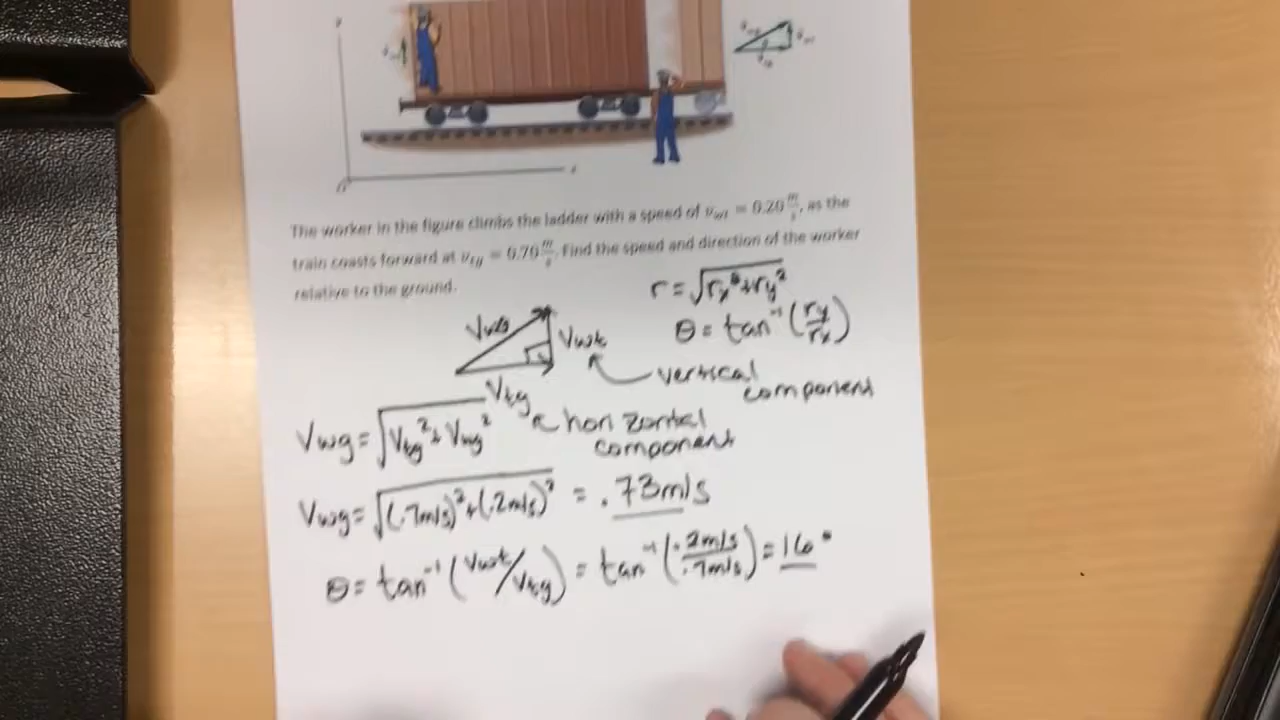 The worker in the figure climbs the ladder with a speed of v_wt = 0.20 m/s, as the
train coasts forward at v_tg = 0.70 m/s. Find the speed and direction of the worker
relative to the ground.
r = √rx²+ry²
θ = tan⁻¹(ry/rx)
Vwg
Vwt
vertical
component
Vtg
horizontal
component
Vwg = √Vtg² + Vwg²
Vwg = √(.7m/s)² + (.2m/s)² = .73m/s
θ = tan⁻¹(Vwt/Vtg) = tan⁻¹(.2m/s/.7m/s) = 16°